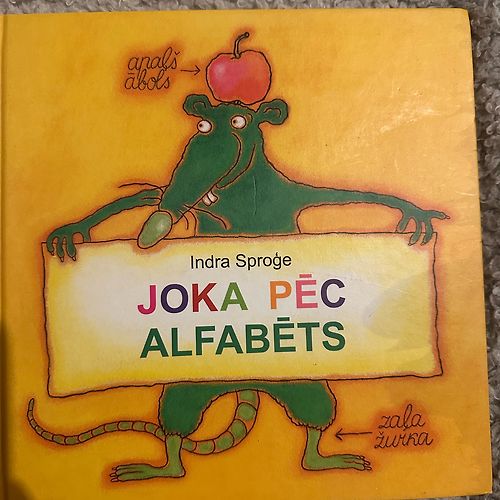 apaļš
ābols
Indra Sproģe
JOKA PĒC
ALFABĒTS
zaļa
žurka